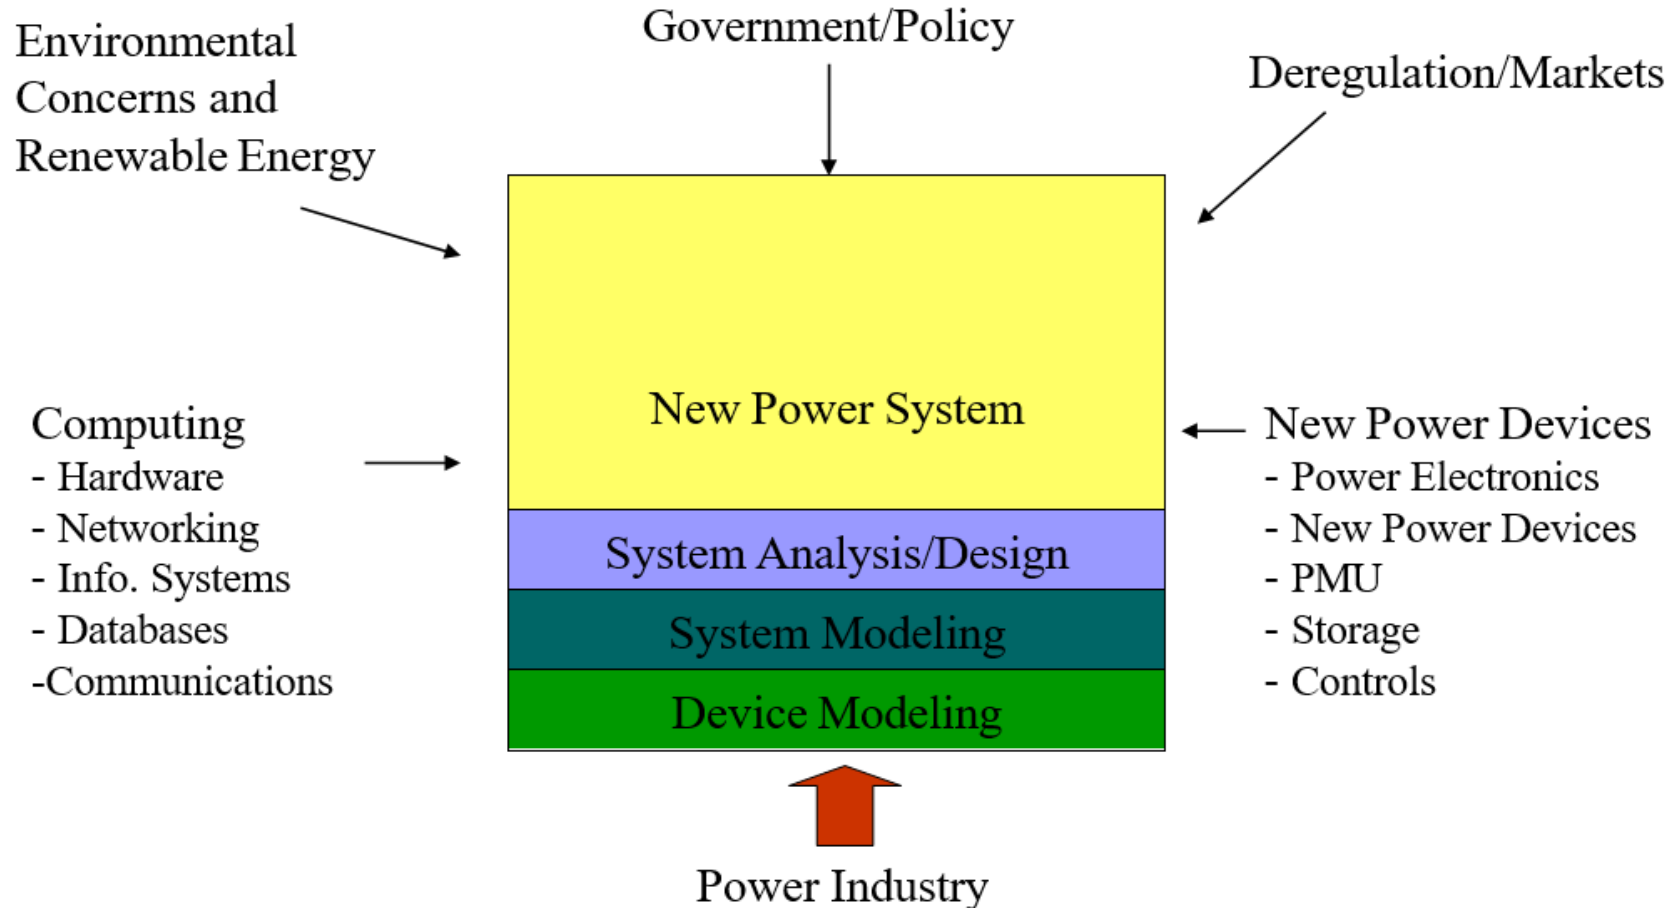 Environmental
Concerns and
Renewable Energy
Government/Policy
Deregulation/Markets
New Power System
System Analysis/Design
System Modeling
Device Modeling
Computing
- Hardware
- Networking
- Info. Systems
- Databases
-Communications
New Power Devices
- Power Electronics
- New Power Devices
- PMU
- Storage
- Controls
Power Industry